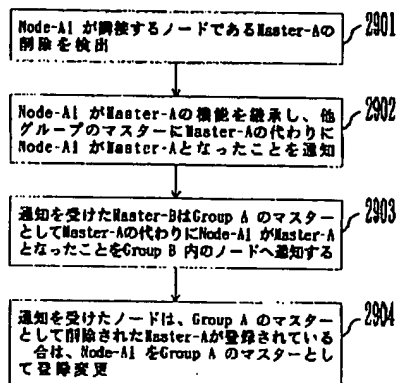 Node-A1 が隣接するノードであるMaster-Aの
削除を検出
2901
Node-A1 がMaster-Aの機能を継承し、他
グループのマスターにMaster-Aの代わりに
Node-A1 がMaster-Aとなったことを通知
2902
通知を受けたMaster-BはGroup A のマスター
としてMaster-Aの代わりにNode-A1 がMaster-A
となったことをGroup B 内のノードへ通知する
2903
通知を受けたノードは、Group A のマスター
として削除されたMaster-Aが登録されている
合は、Node-A1 をGroup A のマスターとし
て登録変更
2904